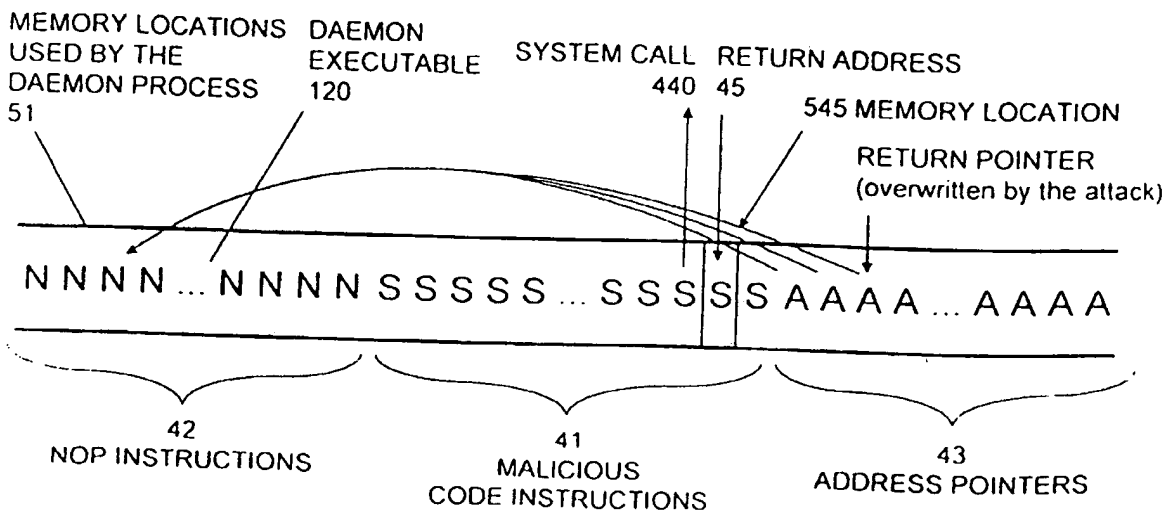 MEMORY LOCATIONS
USED BY THE
DAEMON PROCESS
51
DAEMON
EXECUTABLE
120
SYSTEM CALL
440
RETURN ADDRESS
45
545 MEMORY LOCATION
RETURN POINTER
(overwritten by the attack)
N N N N ... N N N N S S S S S ... S S S S S A A A A ... A A A A
42
NOP INSTRUCTIONS
41
MALICIOUS
CODE INSTRUCTIONS
43
ADDRESS POINTERS